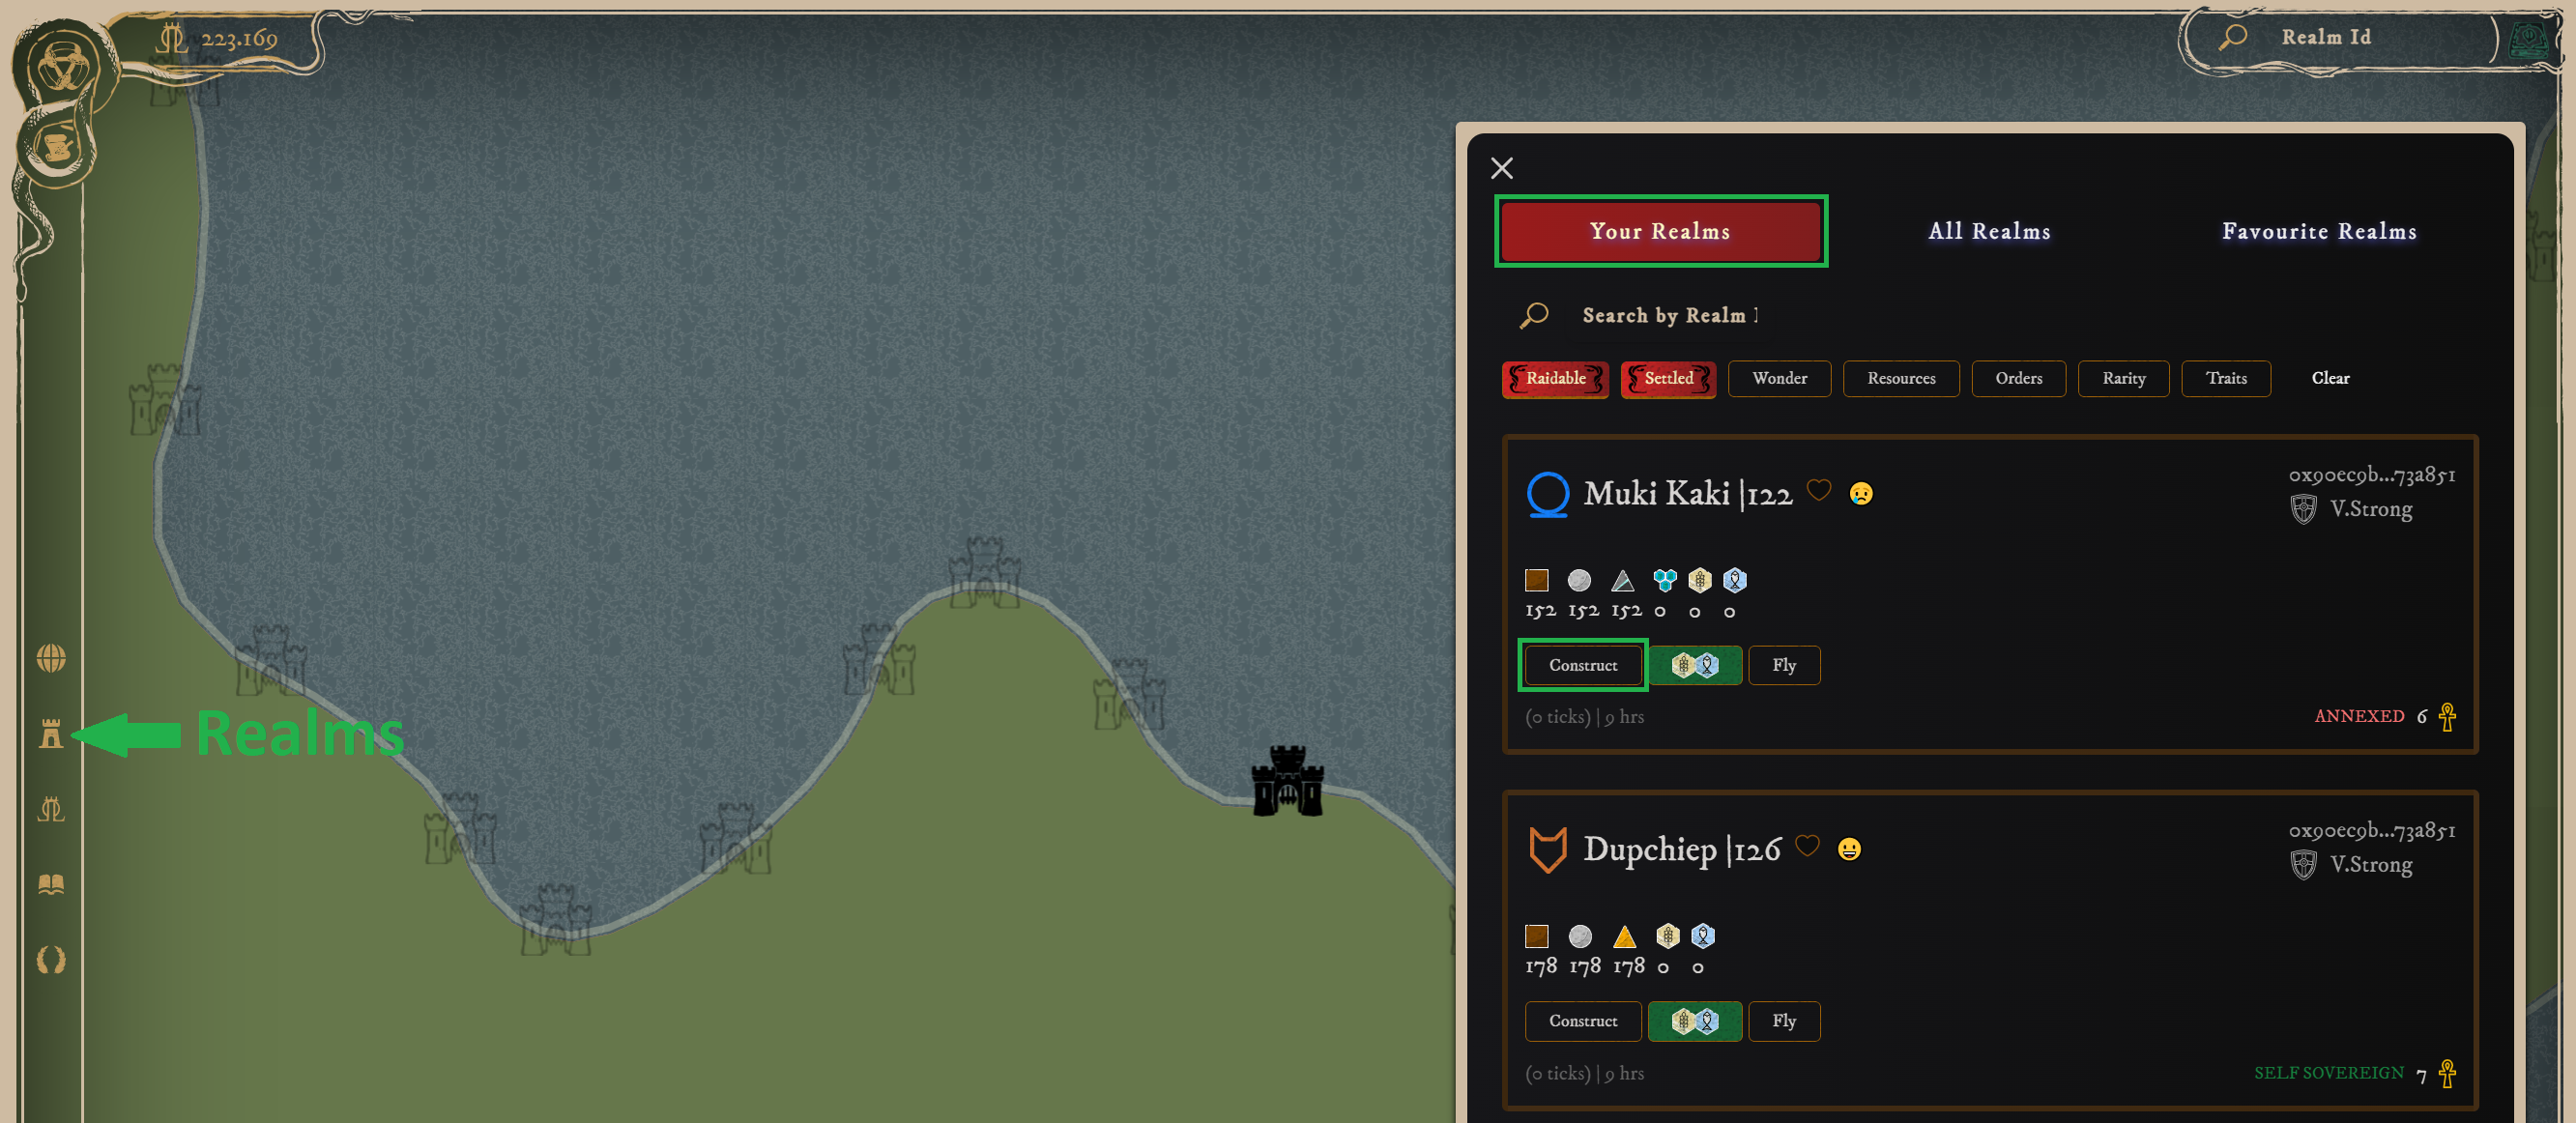 223.169
Realm Id
Your Realms
All Realms
Favourite Realms
Search by Realm I
Raidable
Settled
Wonder
Resources
Orders
Rarity
Traits
Clear
Muki Kaki |122
0x90ec9b...73a851
V.Strong
152 152 152 0 0 0
Construct
Fly
(0 ticks) | 9 hrs
ANNEXED 6
Realms
Dupchiep |126
0x90ec9b...73a851
V.Strong
178 178 178 0 0
Construct
Fly
(0 ticks) | 9 hrs
SELF SOVEREIGN 7